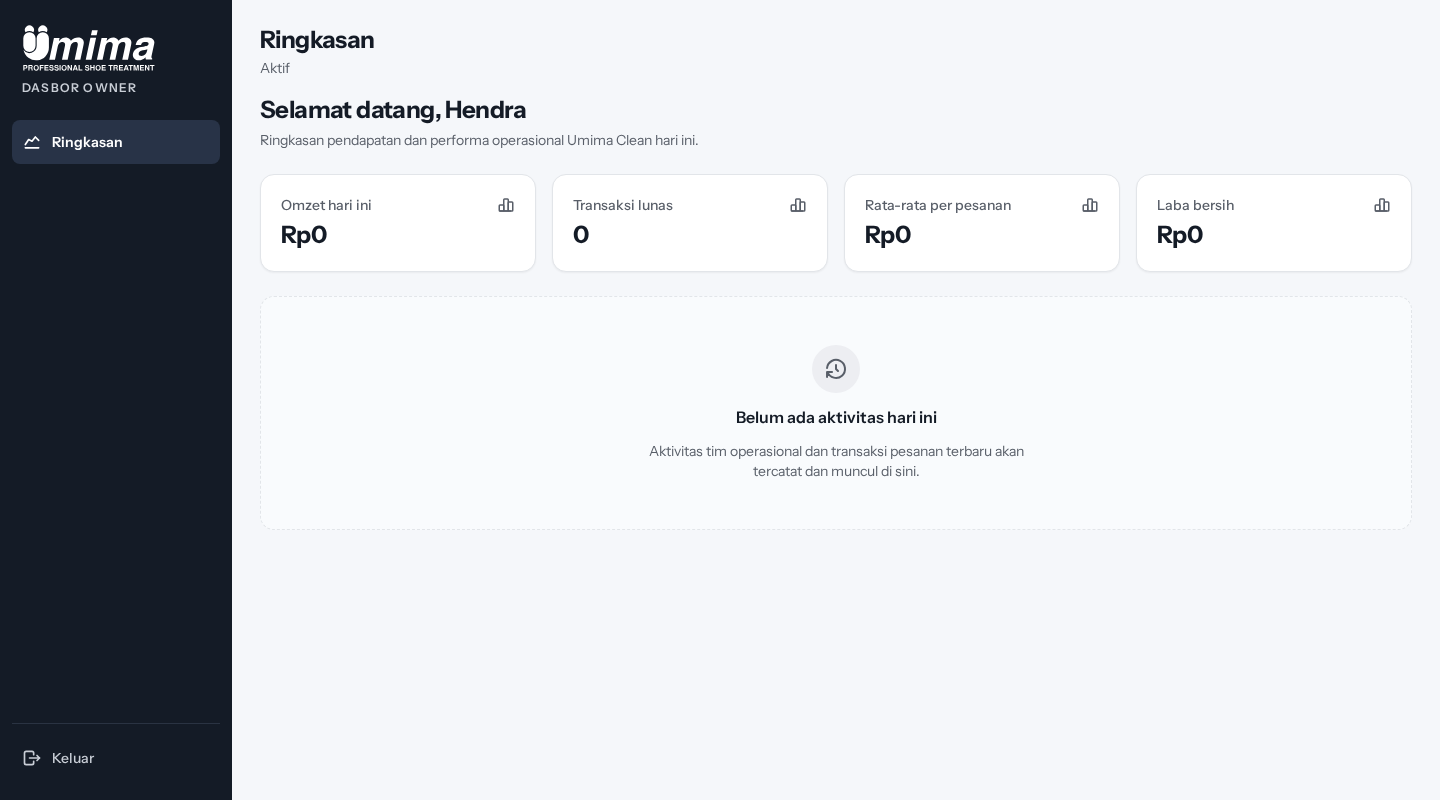 Umima
PROFESSIONAL SHOE TREATMENT
DASBOR OWNER
Ringkasan
Keluar
Ringkasan
Aktif
Selamat datang, Hendra
Ringkasan pendapatan dan performa operasional Umima Clean hari ini.
Omzet hari ini
Rp0
Transaksi lunas
0
Rata-rata per pesanan
Rp0
Laba bersih
Rp0
Belum ada aktivitas hari ini
Aktivitas tim operasional dan transaksi pesanan terbaru akan
tercatat dan muncul di sini.